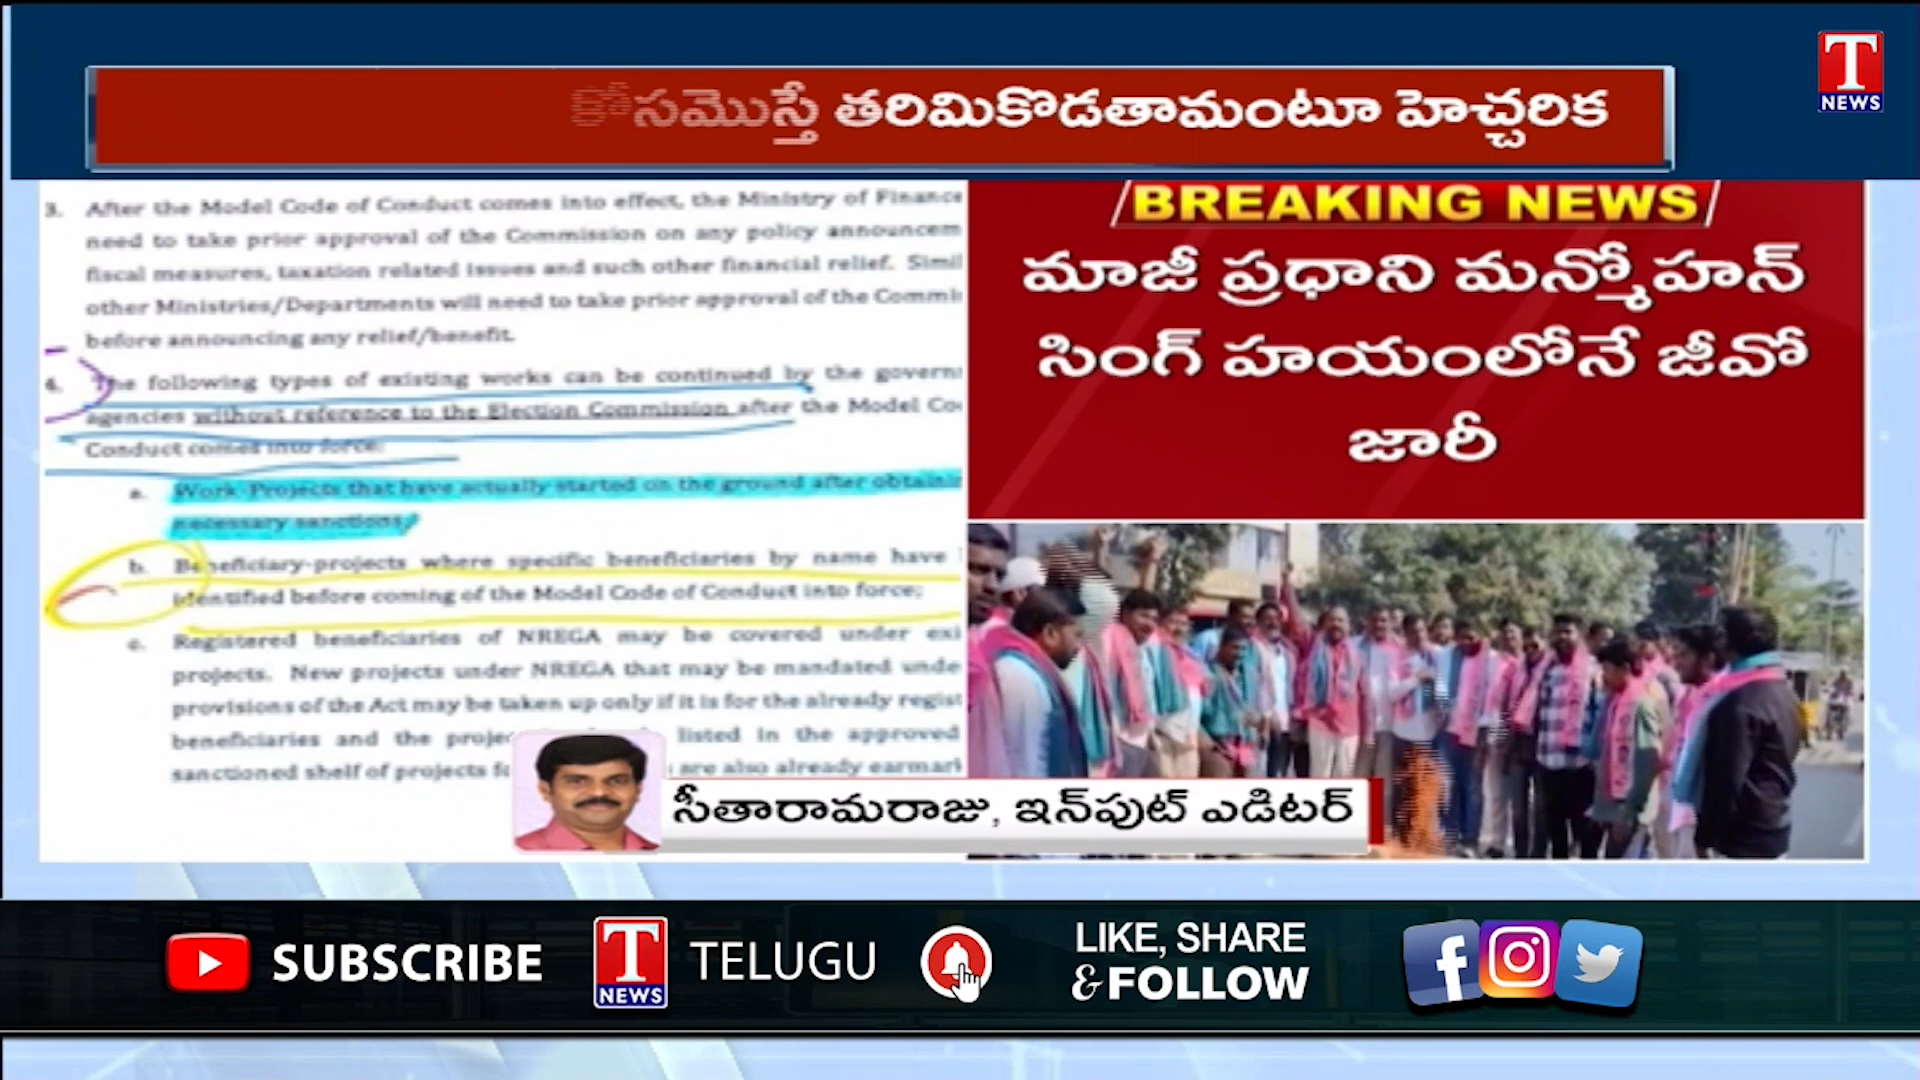 కోసమొస్తే తరిమికొడతామంటూ హెచ్చరిక
T
NEWS
3. After the Model Code of Conduct comes into effect, the Ministry of Finance
need to take prior approval of the Commission on any policy announcem
fiscal measures, taxation related issues and such other financial relief. Simil
other Ministries/Departments will need to take prior approval of the Commi
before announcing any relief/benefit.
4. The following types of existing works can be continued by the govern
agencies without reference to the Election Commission after the Model Co
Conduct comes into force:
a. Work-Projects that have actually started on the ground after obtainin
necessary sanctions;
b. Beneficiary-projects where specific beneficiaries by name have
identified before coming of the Model Code of Conduct into force;
c. Registered beneficiaries of NREGA may be covered under exi
projects. New projects under NREGA that may be mandated unde
provisions of the Act may be taken up only if it is for the already regist
beneficiaries and the projec listed in the approved
sanctioned shelf of projects are also already earmark
BREAKING NEWS
మాజీ ప్రధాని మన్మోహన్
సింగ్ హయంలోనే జీవో
జారీ
సీతారామరాజు, ఇన్‌పుట్ ఎడిటర్
SUBSCRIBE
T
NEWS
TELUGU
LIKE, SHARE
& FOLLOW